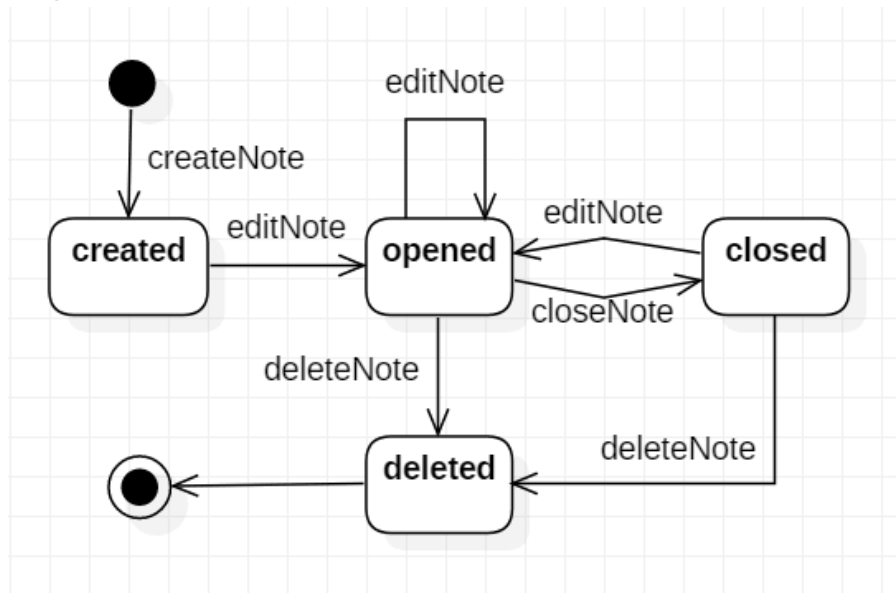 editNote
createNote
editNote
editNote
created
opened
closed
closeNote
deleteNote
deleteNote
deleted